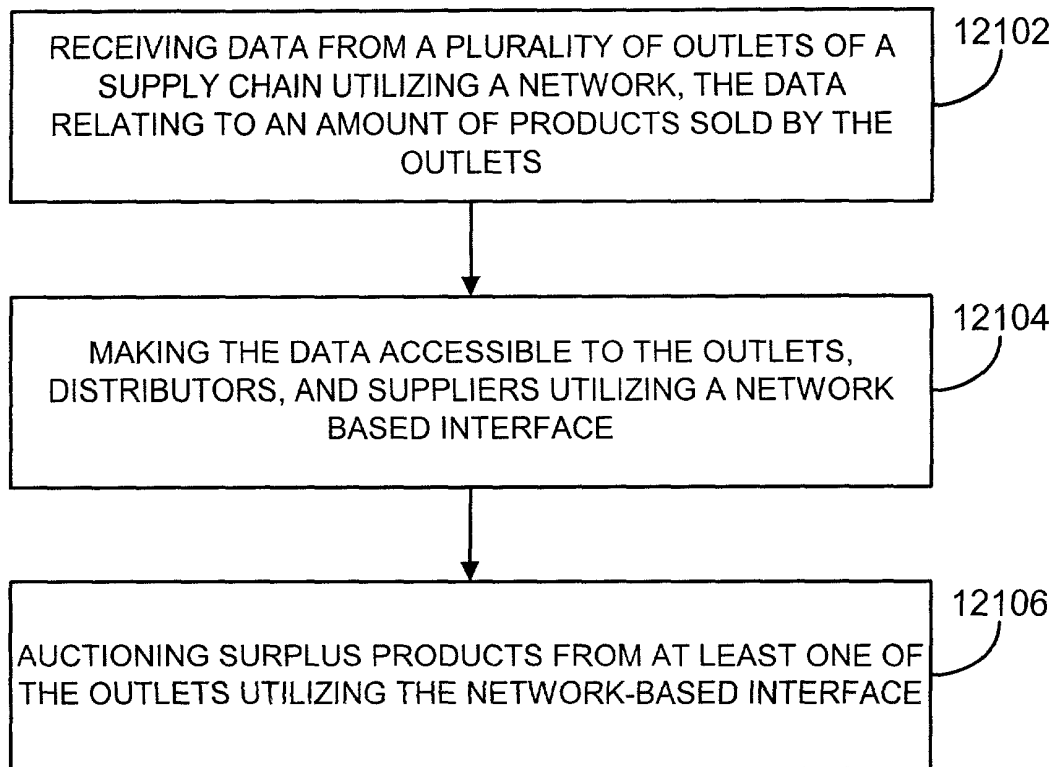 RECEIVING DATA FROM A PLURALITY OF OUTLETS OF A
SUPPLY CHAIN UTILIZING A NETWORK, THE DATA
RELATING TO AN AMOUNT OF PRODUCTS SOLD BY THE
OUTLETS
12102
MAKING THE DATA ACCESSIBLE TO THE OUTLETS,
DISTRIBUTORS, AND SUPPLIERS UTILIZING A NETWORK
BASED INTERFACE
12104
AUCTIONING SURPLUS PRODUCTS FROM AT LEAST ONE OF
THE OUTLETS UTILIZING THE NETWORK-BASED INTERFACE
12106